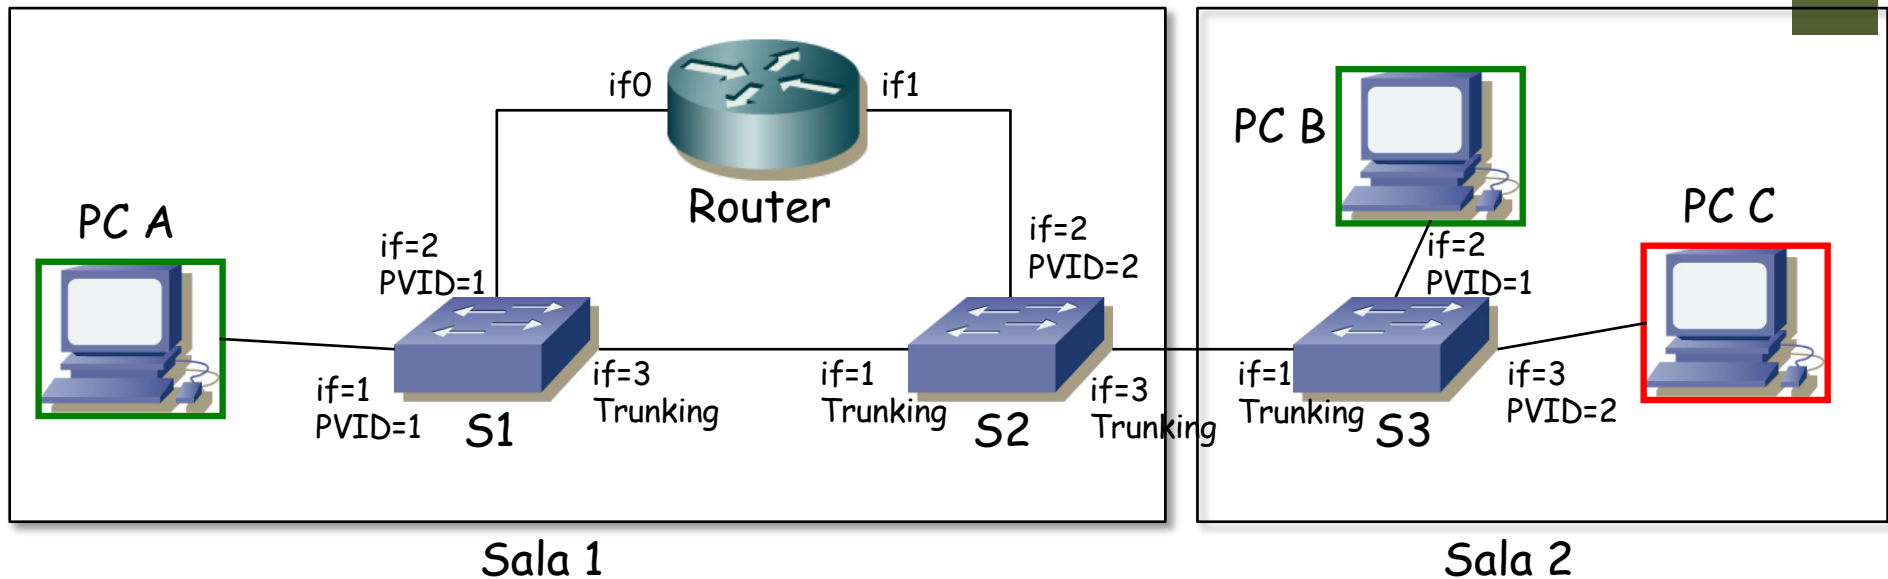 if0
if1
Router
PC A
PC B
PC C
if=2
PVID=1
if=2
PVID=2
if=2
PVID=1
if=1
PVID=1
S1
if=3
Trunking
if=1
Trunking
S2
if=3
Trunking
if=1
Trunking
S3
if=3
PVID=2
Sala 1
Sala 2